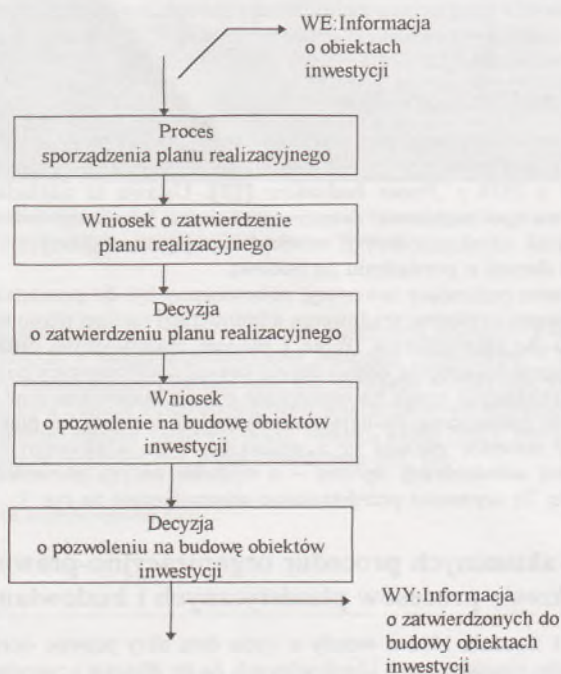 WE:Informacja
o obiektach
inwestycji
Proces
sporządzenia planu realizacyjnego
Wniosek o zatwierdzenie
planu realizacyjnego
Decyzja
o zatwierdzeniu planu realizacyjnego
Wniosek
o pozwolenie na budowę obiektów
inwestycji
Decyzja
o pozwoleniu na budowę obiektów
inwestycji
WY:Informacja
o zatwierdzonych do
budowy obiektach
inwestycji